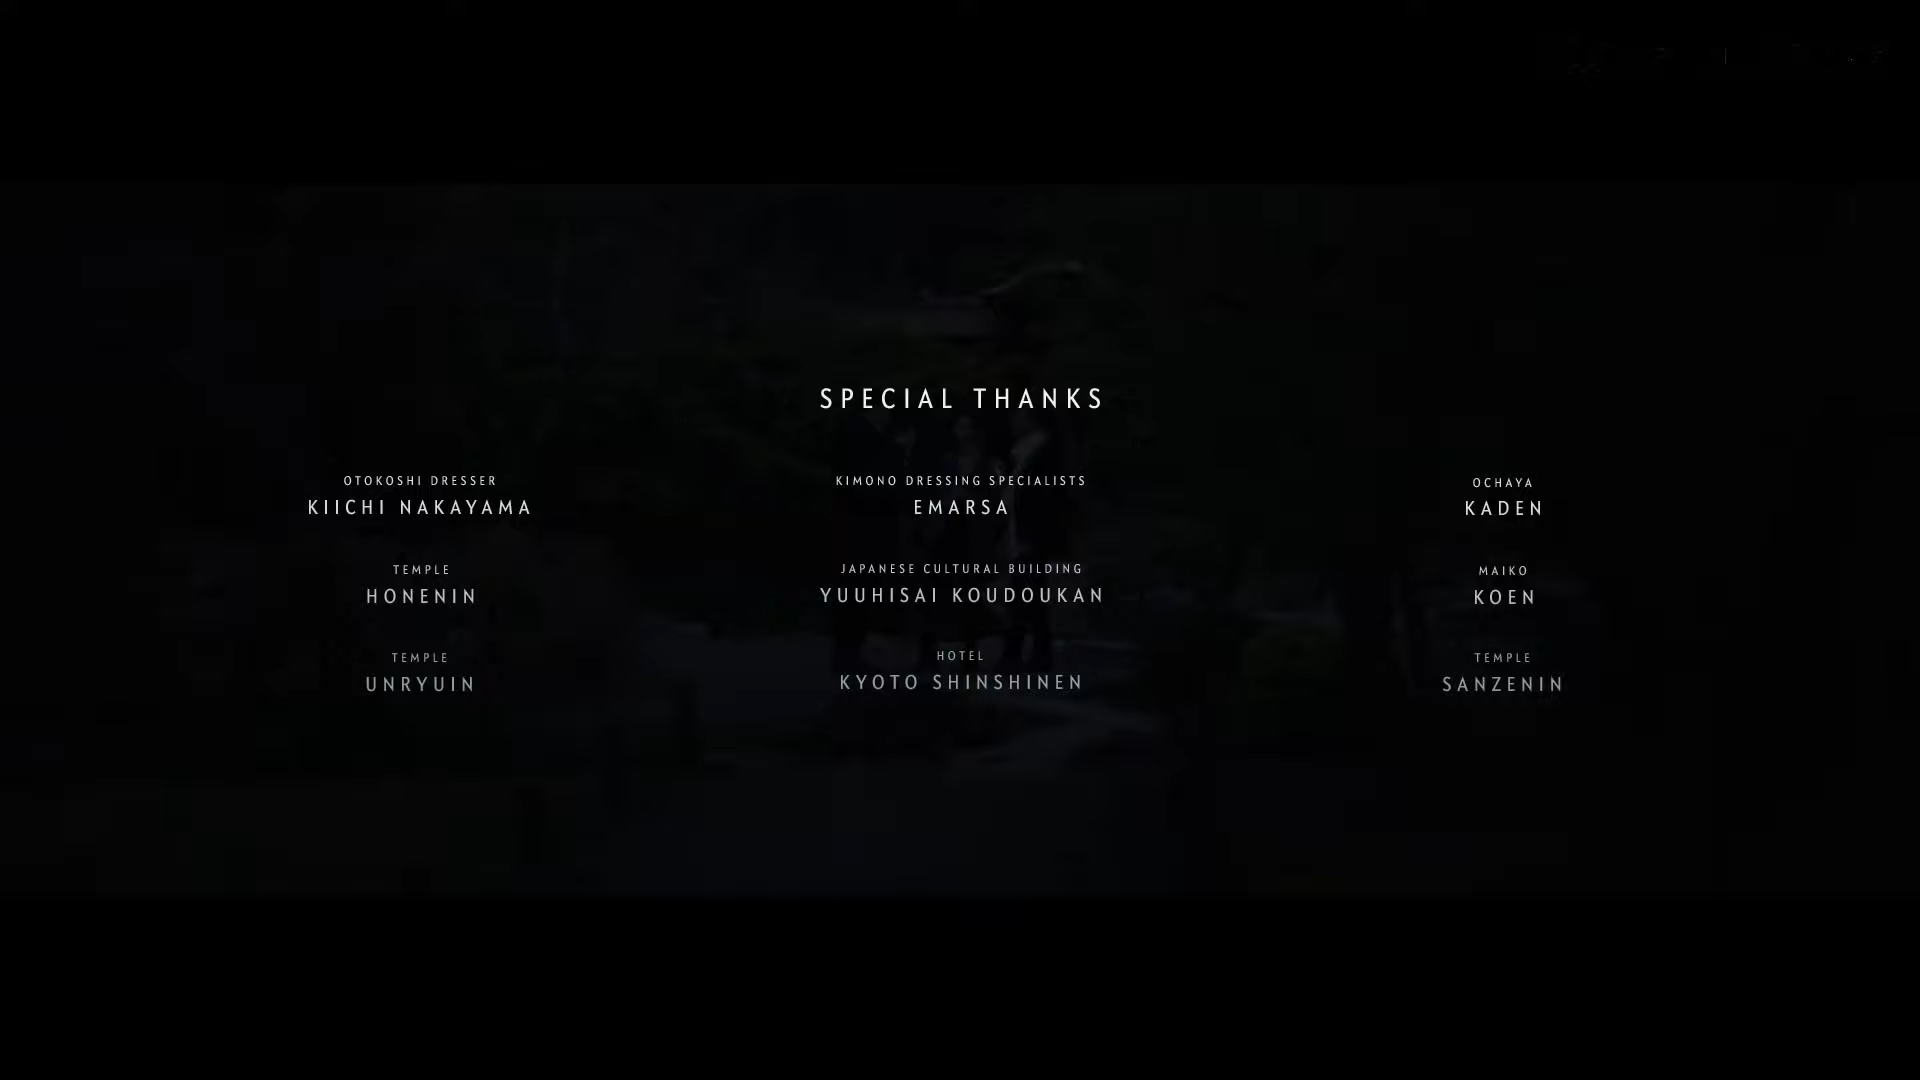 SPECIAL THANKS
OTOKOSHI DRESSER
KIICHI NAKAYAMA
KIMONO DRESSING SPECIALISTS
EMARSA
OCHAYA
KADEN
TEMPLE
HONENIN
JAPANESE CULTURAL BUILDING
YUUHISAI KOUDOUKAN
MAIKO
KOEN
TEMPLE
UNRYUIN
HOTEL
KYOTO SHINSHINEN
TEMPLE
SANZENIN